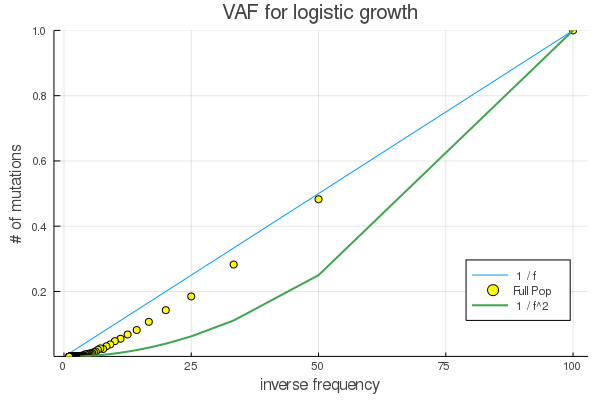 VAF for logistic growth
# of mutations
1.0
0.8
0.6
0.4
0.2
0
25
50
75
100
inverse frequency
1 / f
Full Pop
1 / f^2